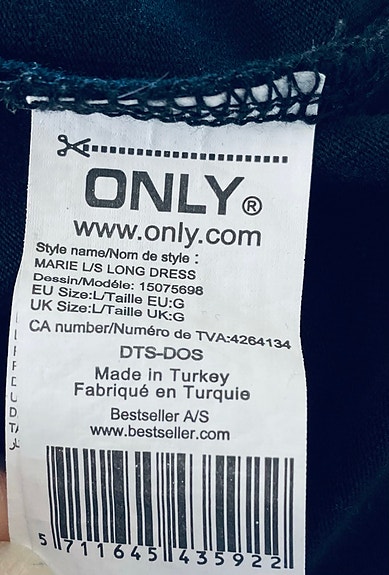 ONLY®
www.only.com
Style name/Nom de style :
MARIE L/S LONG DRESS
Dessin/Modéle: 15075698
EU Size:L/Taille EU:G
UK Size:L/Taille UK:G
CA number/Numéro de TVA:4264134
DTS-DOS
Made in Turkey
Fabriqué en Turquie
Bestseller A/S
www.bestseller.com
5 711645 435922